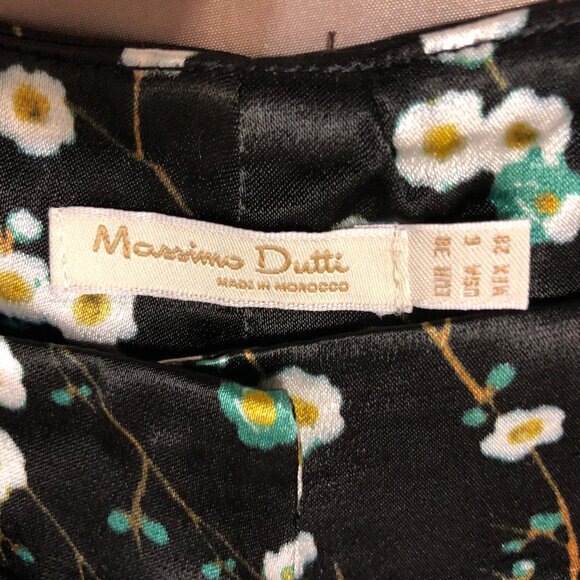 Massimo Dutti
MADE IN MOROCCO
EUR 38
USA 6
MEX 28